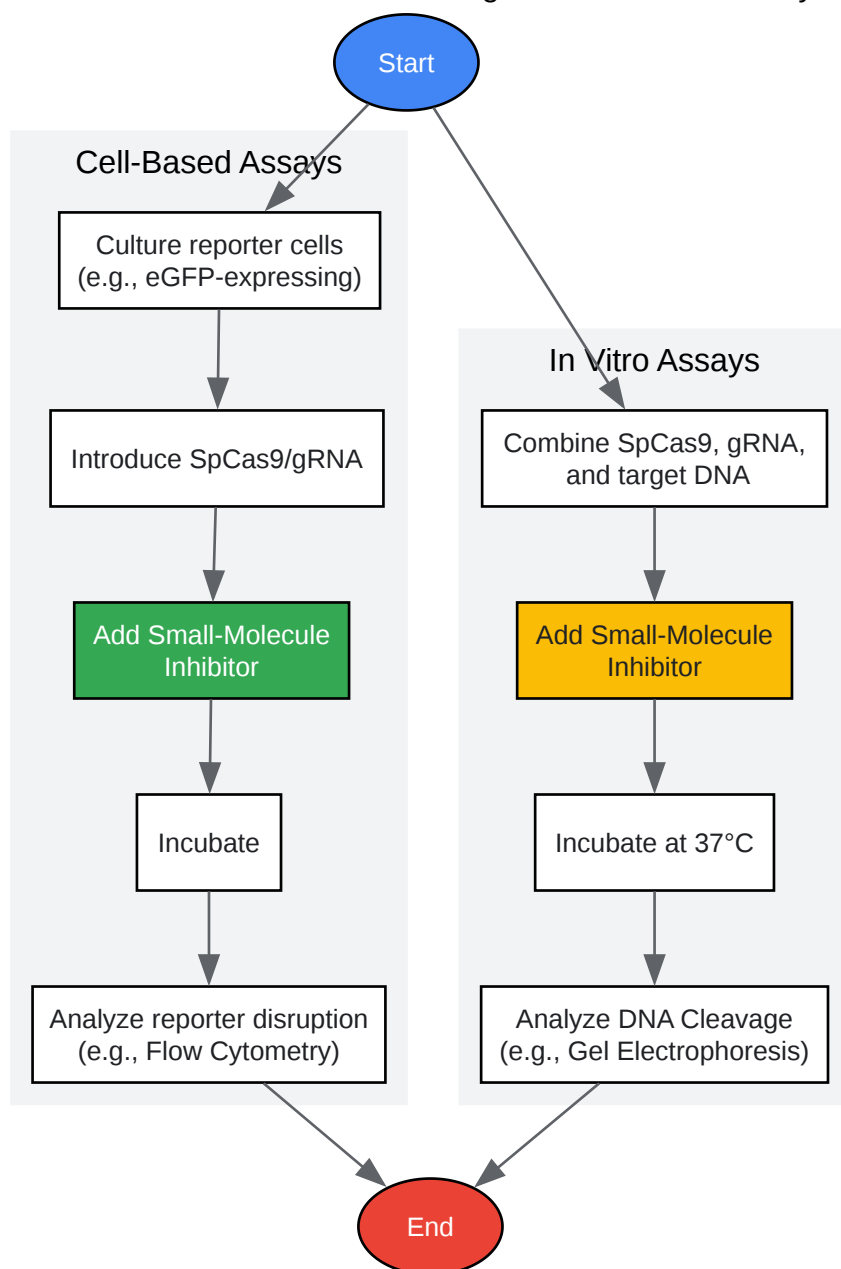 Start
Cell-Based Assays
Culture reporter cells
(e.g., eGFP-expressing)
Introduce SpCas9/gRNA
Add Small-Molecule
Inhibitor
Incubate
Analyze reporter disruption
(e.g., Flow Cytometry)
In Vitro Assays
Combine SpCas9, gRNA,
and target DNA
Add Small-Molecule
Inhibitor
Incubate at 37°C
Analyze DNA Cleavage
(e.g., Gel Electrophoresis)
End